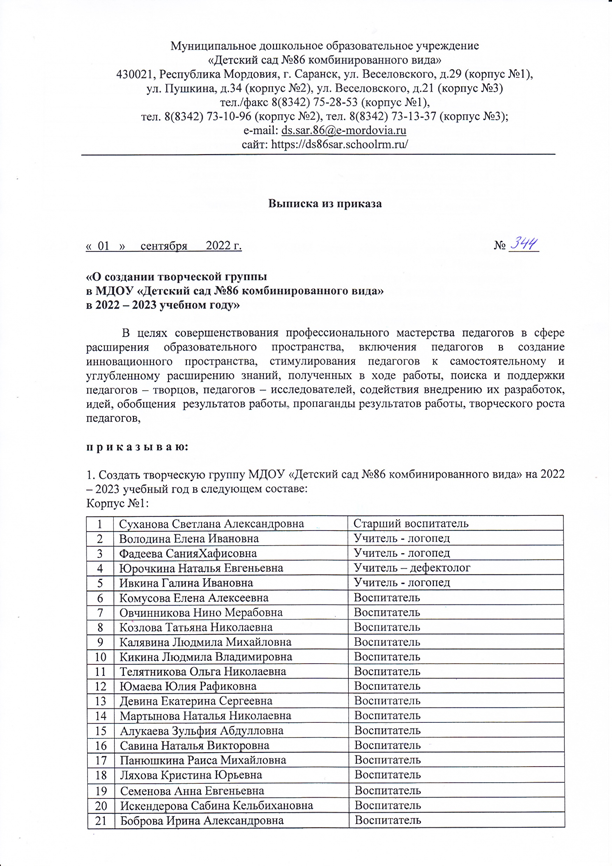 Муниципальное дошкольное образовательное учреждение
«Детский сад №86 комбинированного вида»
430021, Республика Мордовия, г. Саранск, ул. Веселовского, д.29 (корпус №1),
ул. Пушкина, д.34 (корпус №2), ул. Веселовского, д.21 (корпус №3)
тел./факс 8(8342) 75-28-53 (корпус №1),
тел. 8(8342) 73-10-96 (корпус №2), тел. 8(8342) 73-13-37 (корпус №3);
e-mail: ds.sar.86@e-mordovia.ru
сайт: https://ds86sar.schoolrm.ru/
Выписка из приказа
« 01 » сентября 2022 г. № 344
«О создании творческой группы
в МДОУ «Детский сад №86 комбинированного вида»
в 2022 – 2023 учебном году»
В целях совершенствования профессионального мастерства педагогов в сфере
расширения образовательного пространства, включения педагогов в создание
инновационного пространства, стимулирования педагогов к самостоятельному и
углубленному расширению знаний, полученных в ходе работы, поиска и поддержки
педагогов – творцов, педагогов – исследователей, содействия внедрению их разработок,
идей, обобщения результатов работы, пропаганды результатов работы, творческого роста
педагогов,
п р и к а з ы в а ю:
1. Создать творческую группу МДОУ «Детский сад №86 комбинированного вида» на 2022
– 2023 учебный год в следующем составе:
Корпус №1:
1 Суханова Светлана Александровна Старший воспитатель
2 Володина Елена Ивановна Учитель - логопед
3 Фадеева СанияХафисовна Учитель - логопед
4 Юрочкина Наталья Евгеньевна Учитель – дефектолог
5 Ивкина Галина Ивановна Учитель - логопед
6 Комусова Елена Алексеевна Воспитатель
7 Овчинникова Нино Мерабовна Воспитатель
8 Козлова Татьяна Николаевна Воспитатель
9 Калявина Людмила Михайловна Воспитатель
10 Кикина Людмила Владимировна Воспитатель
11 Телятникова Ольга Николаевна Воспитатель
12 Юмаева Юлия Рафиковна Воспитатель
13 Девина Екатерина Сергеевна Воспитатель
14 Мартынова Наталья Николаевна Воспитатель
15 Алукаева Зульфия Абдулловна Воспитатель
16 Савина Наталья Викторовна Воспитатель
17 Панюшкина Раиса Михайловна Воспитатель
18 Ляхова Кристина Юрьевна Воспитатель
19 Семенова Анна Евгеньевна Воспитатель
20 Искендерова Сабина Кельбихановна Воспитатель
21 Боброва Ирина Александровна Воспитатель